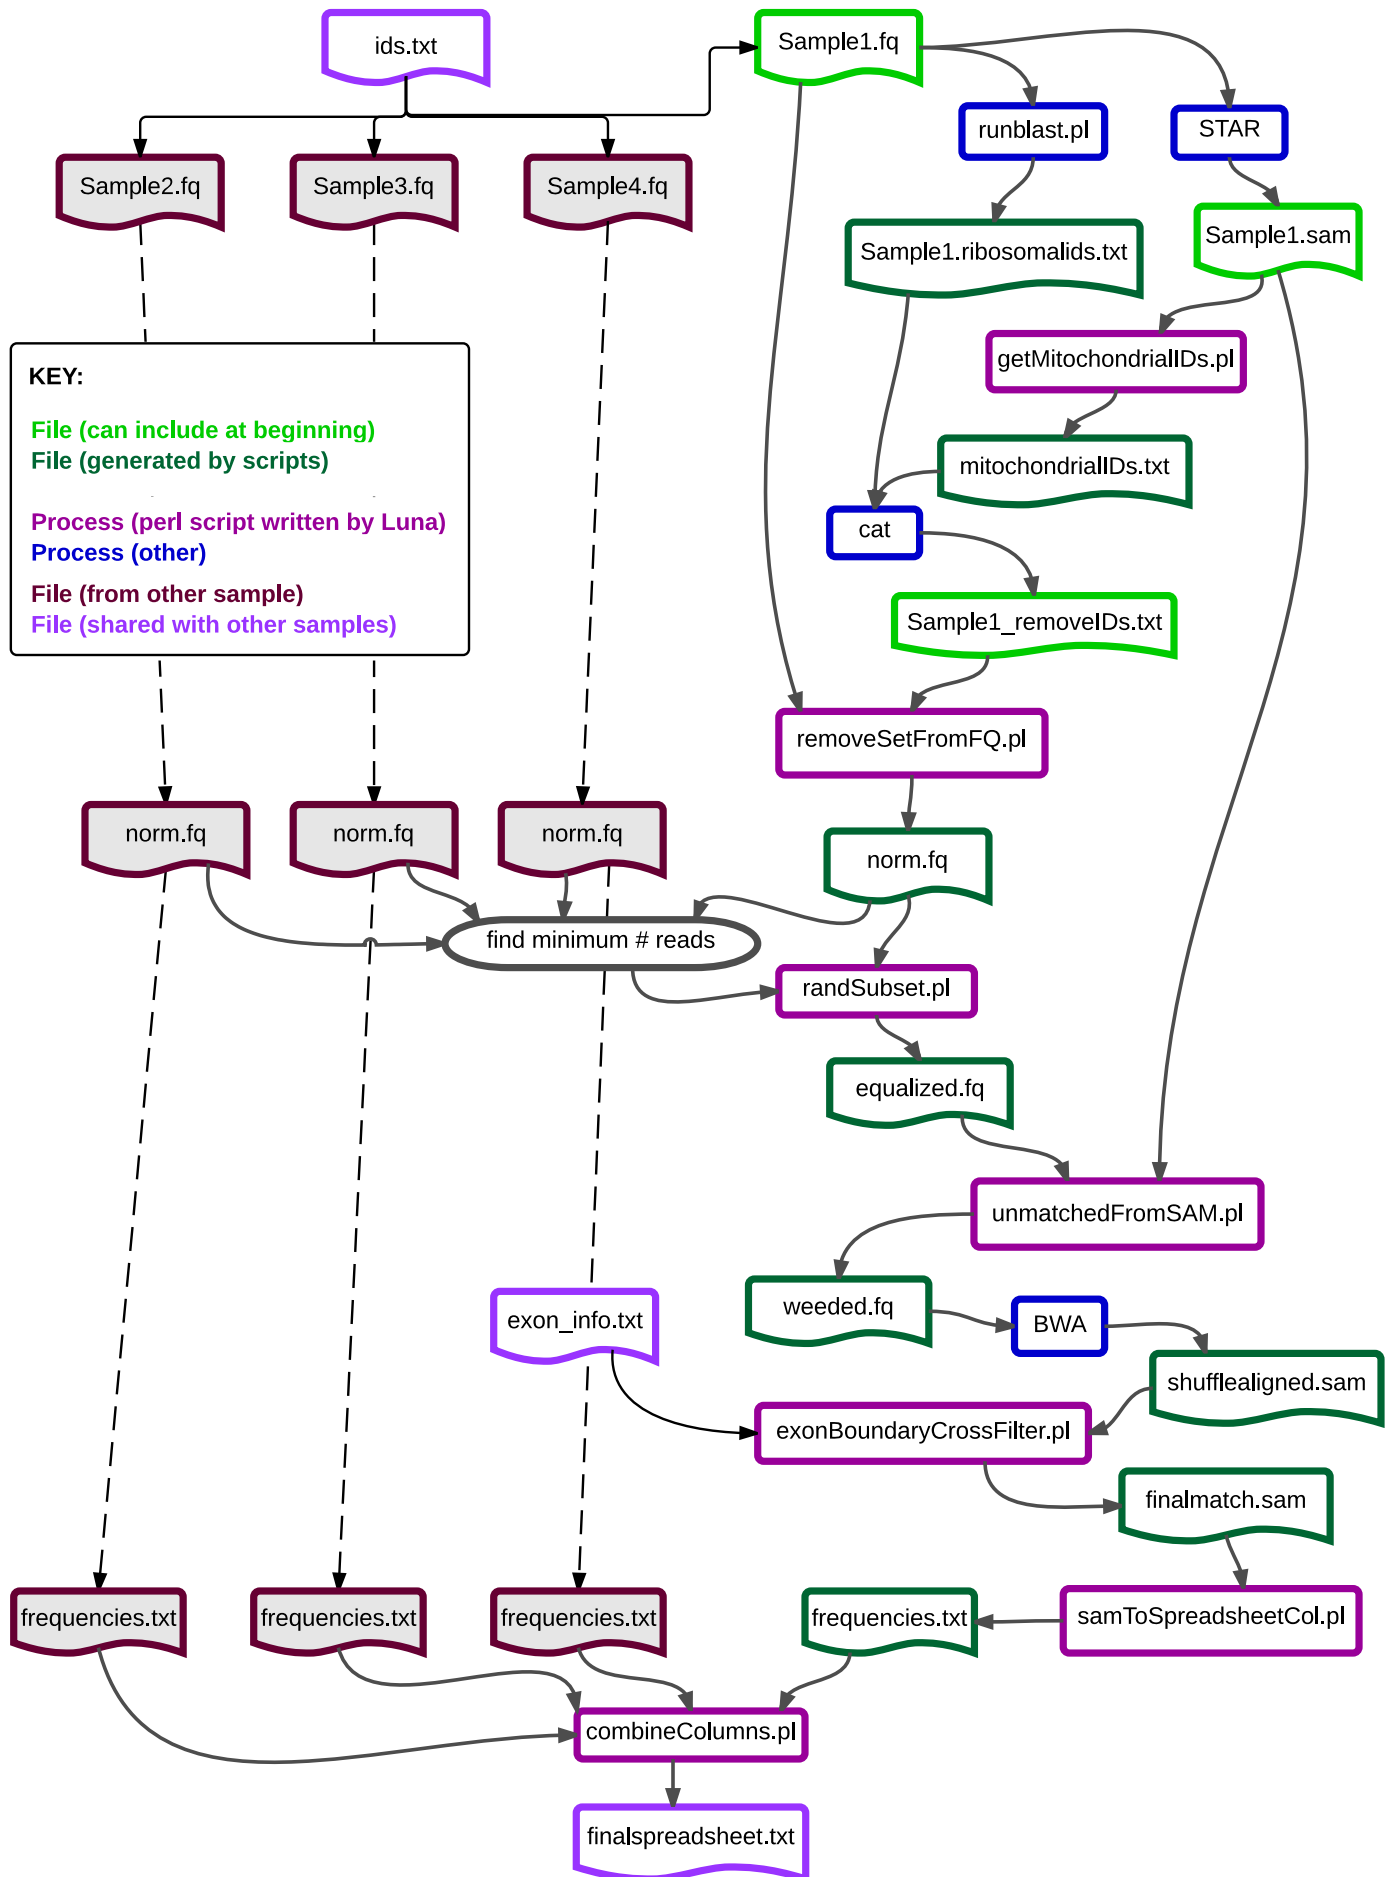 ids.txt
Sample1.fq
runblast.pl
STAR
Sample2.fq
Sample3.fq
Sample4.fq
Sample1.ribosomalids.txt
Sample1.sam
getMitochondrialIDs.pl
KEY:
File (can include at beginning)
File (generated by scripts)
Process (perl script written by Luna)
Process (other)
File (from other sample)
File (shared with other samples)
mitochondrialIDs.txt
cat
Sample1_removeIDs.txt
removeSetFromFQ.pl
norm.fq
norm.fq
norm.fq
norm.fq
find minimum # reads
randSubset.pl
equalized.fq
unmatchedFromSAM.pl
weeded.fq
exon_info.txt
BWA
shufflealigned.sam
exonBoundaryCrossFilter.pl
finalmatch.sam
frequencies.txt
frequencies.txt
frequencies.txt
frequencies.txt
samToSpreadsheetCol.pl
combineColumns.pl
finalspreadsheet.txt